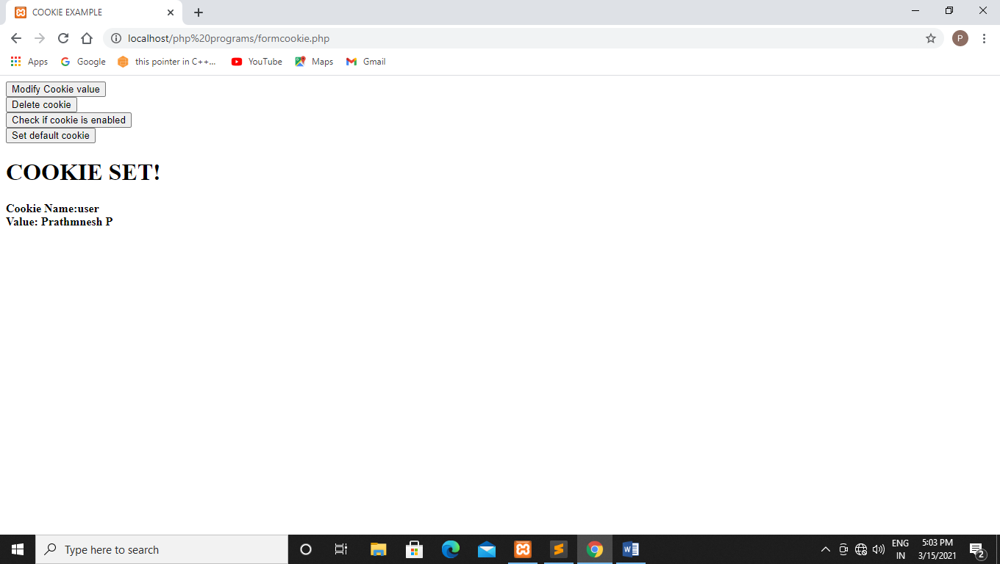 COOKIE EXAMPLE
localhost/php%20programs/formcookie.php
P
Apps Google this pointer in C++... YouTube Maps Gmail
Modify Cookie value
Delete cookie
Check if cookie is enabled
Set default cookie
COOKIE SET!
Cookie Name:user
Value: Prathmnesh P
Type here to search
ENG
IN
5:03 PM
3/15/2021
2